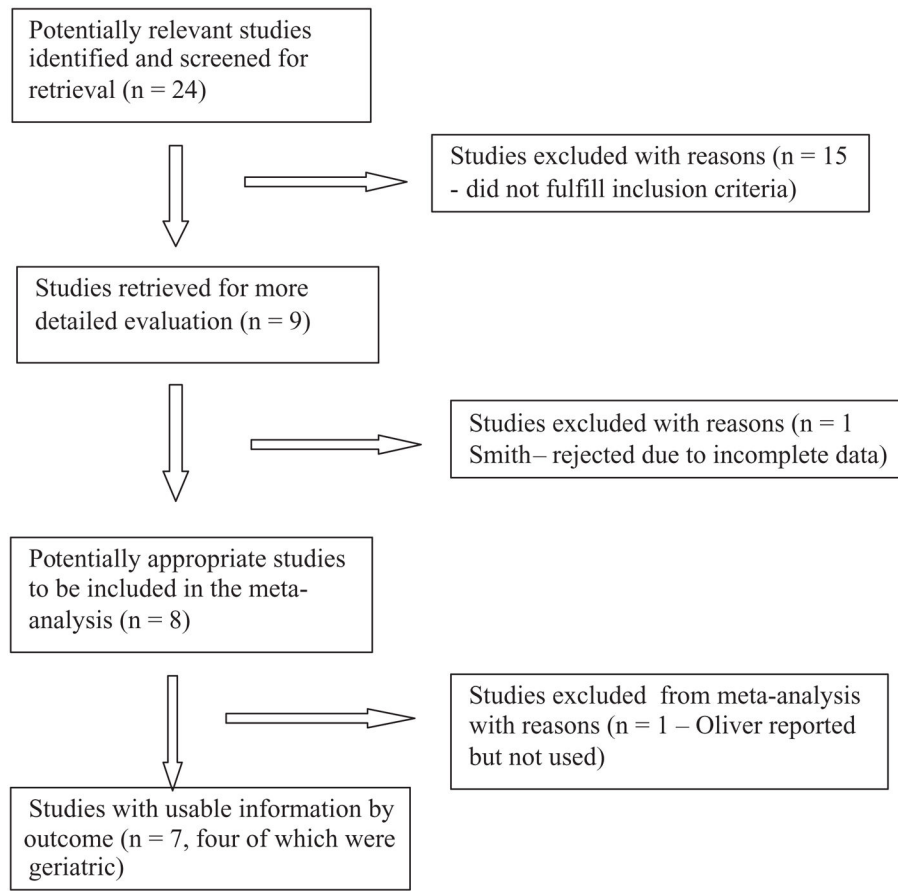 Potentially relevant studies
identified and screened for
retrieval (n = 24)
Studies excluded with reasons (n = 15
- did not fulfill inclusion criteria)
Studies retrieved for more
detailed evaluation (n = 9)
Studies excluded with reasons (n = 1
Smith– rejected due to incomplete data)
Potentially appropriate studies
to be included in the meta-
analysis (n = 8)
Studies excluded from meta-analysis
with reasons (n = 1 – Oliver reported
but not used)
Studies with usable information by
outcome (n = 7, four of which were
geriatric)